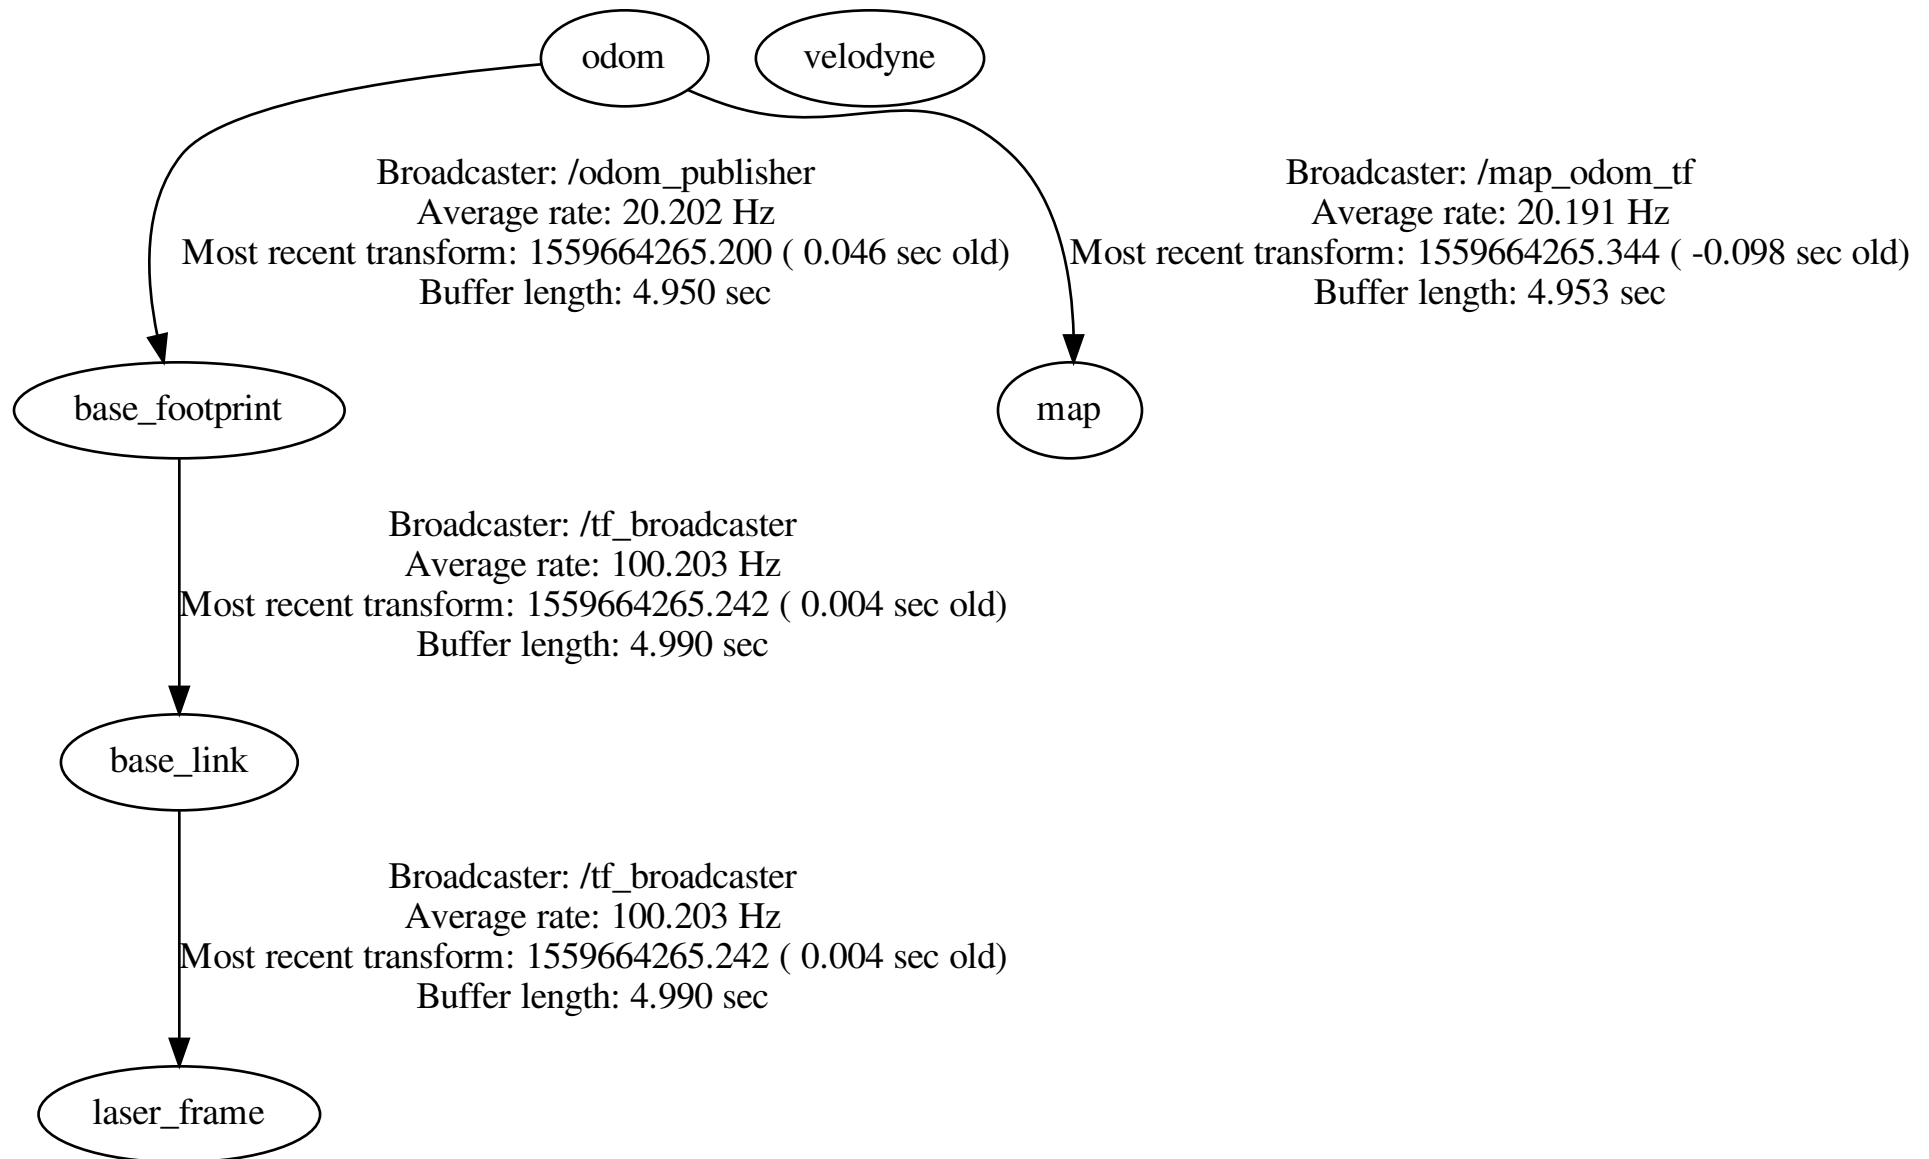 odom
velodyne
Broadcaster: /odom_publisher
Average rate: 20.202 Hz
Most recent transform: 1559664265.200 ( 0.046 sec old)
Buffer length: 4.950 sec
Broadcaster: /map_odom_tf
Average rate: 20.191 Hz
Most recent transform: 1559664265.344 ( -0.098 sec old)
Buffer length: 4.953 sec
base_footprint
map
Broadcaster: /tf_broadcaster
Average rate: 100.203 Hz
Most recent transform: 1559664265.242 ( 0.004 sec old)
Buffer length: 4.990 sec
base_link
Broadcaster: /tf_broadcaster
Average rate: 100.203 Hz
Most recent transform: 1559664265.242 ( 0.004 sec old)
Buffer length: 4.990 sec
laser_frame